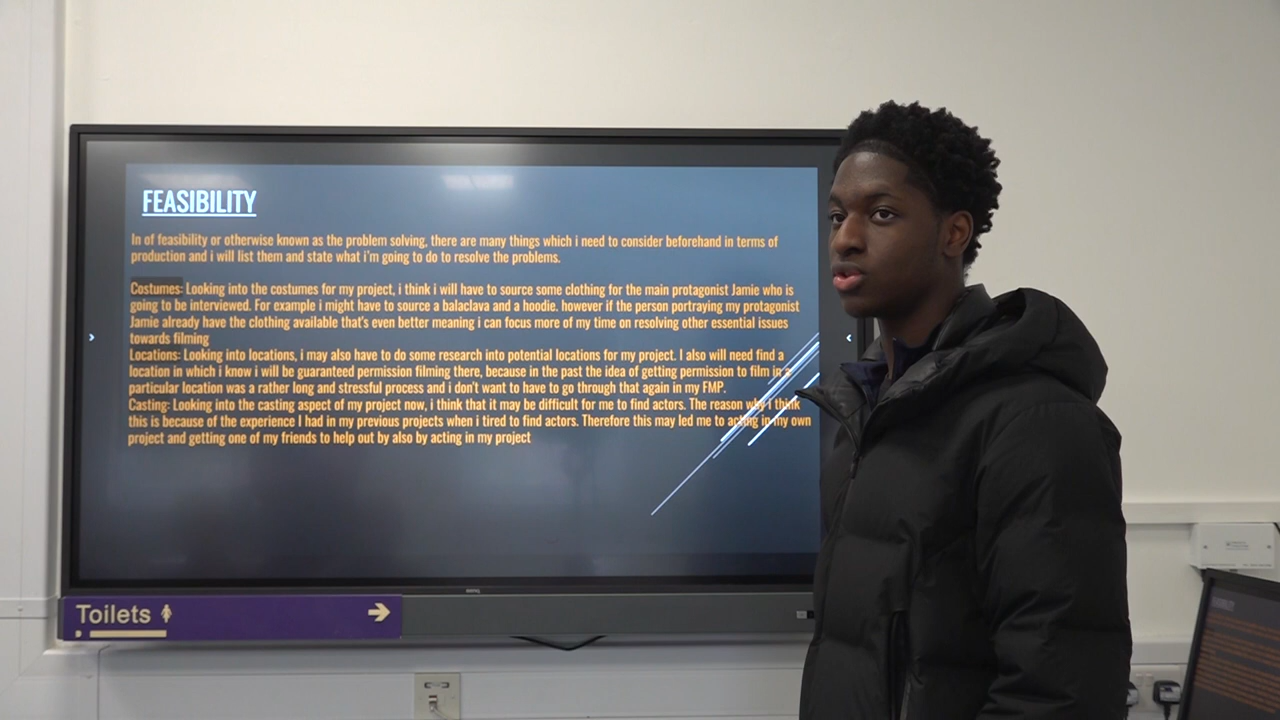 FEASIBILITY
In of feasibility or otherwise known as the problem solving, there are many things which i need to consider beforehand in terms of
production and i will list them and state what i'm going to do to resolve the problems.
Costumes: Looking into the costumes for my project, i think i will have to source some clothing for the main protagonist Jamie who is
going to be interviewed. For example i might have to source a balaclava and a hoodie. however if the person portraying my protagonist
Jamie already have the clothing available that's even better meaning i can focus more of my time on resolving other essential issues
towards filming
Locations: Looking into locations, i may also have to do some research into potential locations for my project. I also will need find a
location in which i know i will be guaranteed permission filming there, because in the past the idea of getting permission to film in a
particular location was a rather long and stressful process and i don't want to have to go through that again in my FMP.
Casting: Looking into the casting aspect of my project now, i think that it may be difficult for me to find actors. The reason why i think
this is because of the experience I had in my previous projects when i tired to find actors. Therefore this may led me to acting in my own
project and getting one of my friends to help out by also by acting in my project
BENQ
Toilets
FEASIBILITY